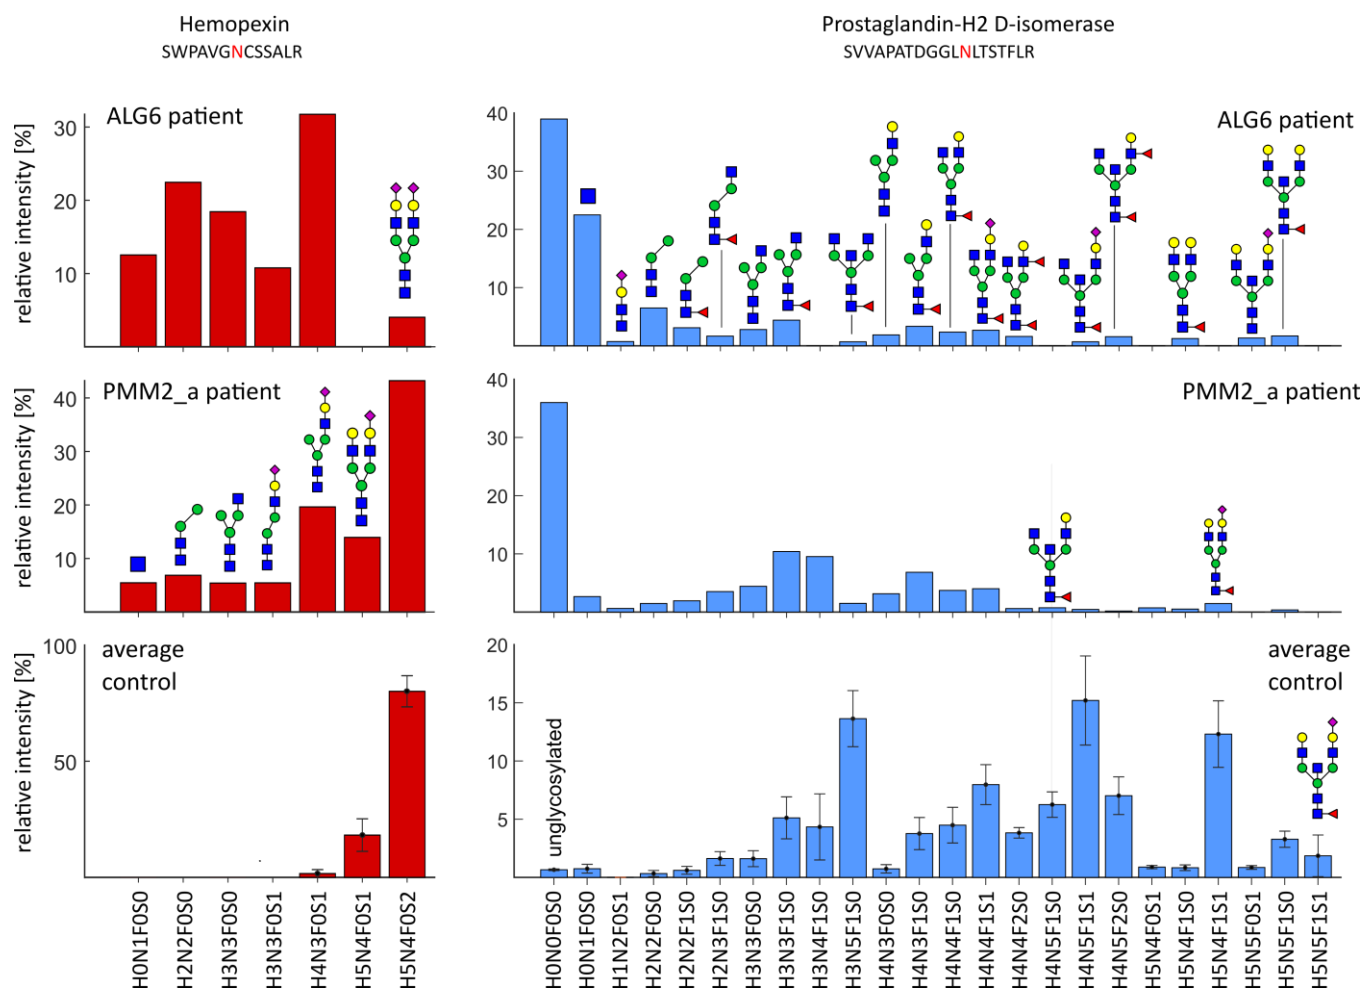 Hemopexin
SWPAVGNCSSALR
Prostaglandin-H2 D-isomerase
SVVAPATDGGLNLTSTFLR
relative intensity [%]
30
20
10
ALG6 patient
40
30
20
10
ALG6 patient
relative intensity [%]
40
30
20
10
PMM2_a patient
40
30
20
10
PMM2_a patient
relative intensity [%]
100
50
average
control
20
15
10
5
unglycosylated
average
control
H0N1F0S0
H2N2F0S0
H3N3F0S0
H3N3F0S1
H4N3F0S1
H5N4F0S1
H5N4F0S2
H0N0F0S0
H0N1F0S0
H1N2F0S1
H2N2F0S0
H2N2F1S0
H2N3F1S0
H3N3F0S0
H3N3F1S0
H3N4F1S0
H3N5F1S0
H4N3F0S0
H4N3F1S0
H4N4F1S0
H4N4F1S1
H4N4F2S0
H4N5F1S0
H4N5F1S1
H4N5F2S0
H5N4F0S1
H5N4F1S0
H5N4F1S1
H5N5F0S1
H5N5F1S0
H5N5F1S1